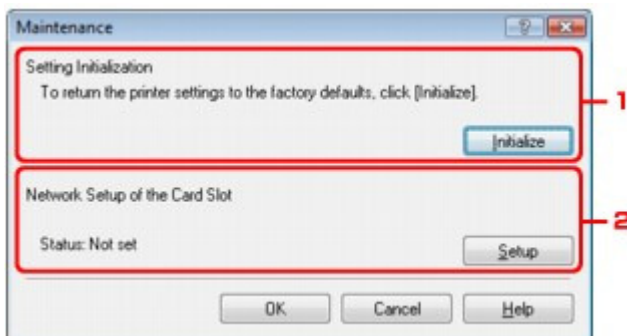 Maintenance
Setting Initialization
To return the printer settings to the factory defaults, click [Initialize].
1
Initialize
Network Setup of the Card Slot
2
Status: Not set
Setup
OK Cancel Help